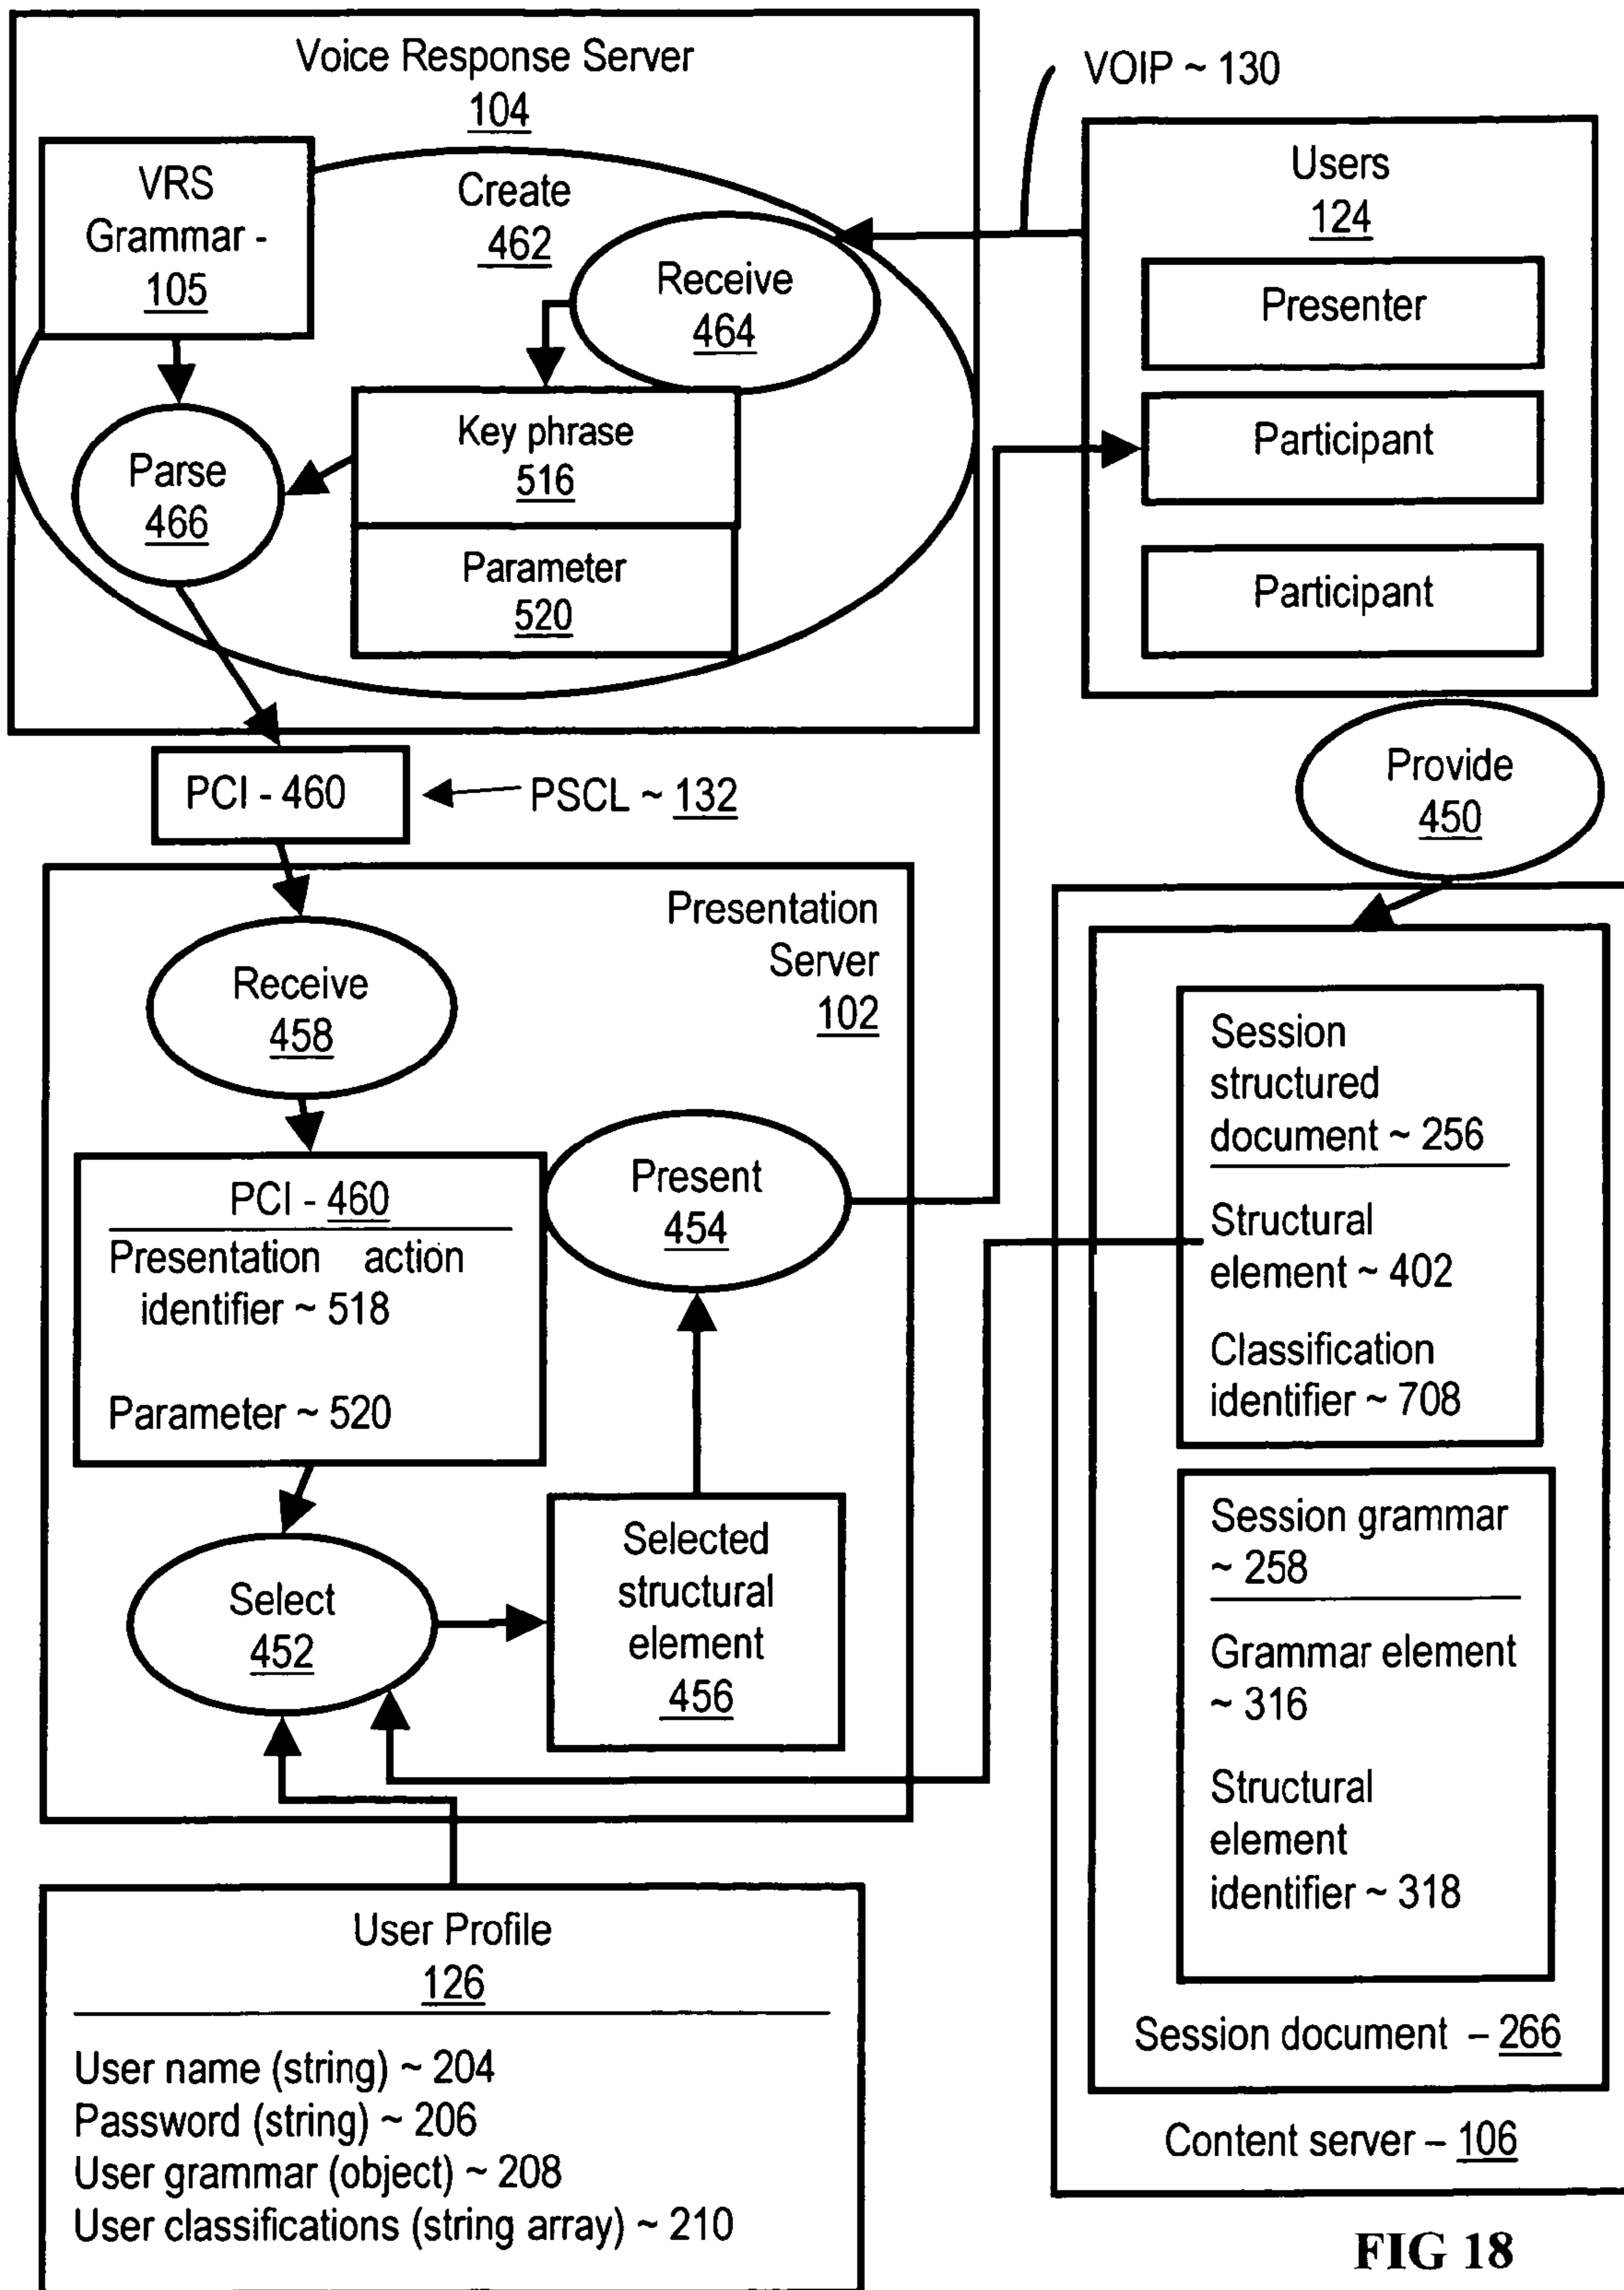 Voice Response Server
104
VOIP ~ 130
VRS
Grammar -
105
Create
462
Receive
464
Users
124
Presenter
Participant
Participant
Key phrase
516
Parameter
520
Parse
466
PCI - 460
PSCL ~ 132
Provide
450
Presentation
Server
102
Receive
458
PCI - 460
Presentation action
identifier ~ 518
Parameter ~ 520
Present
454
Select
452
Selected
structural
element
456
Session
structured
document ~ 256
Structural
element ~ 402
Classification
identifier ~ 708
Session grammar
~ 258
Grammar element
~ 316
Structural
element
identifier ~ 318
Session document – 266
Content server – 106
User Profile
126
User name (string) ~ 204
Password (string) ~ 206
User grammar (object) ~ 208
User classifications (string array) ~ 210
FIG 18